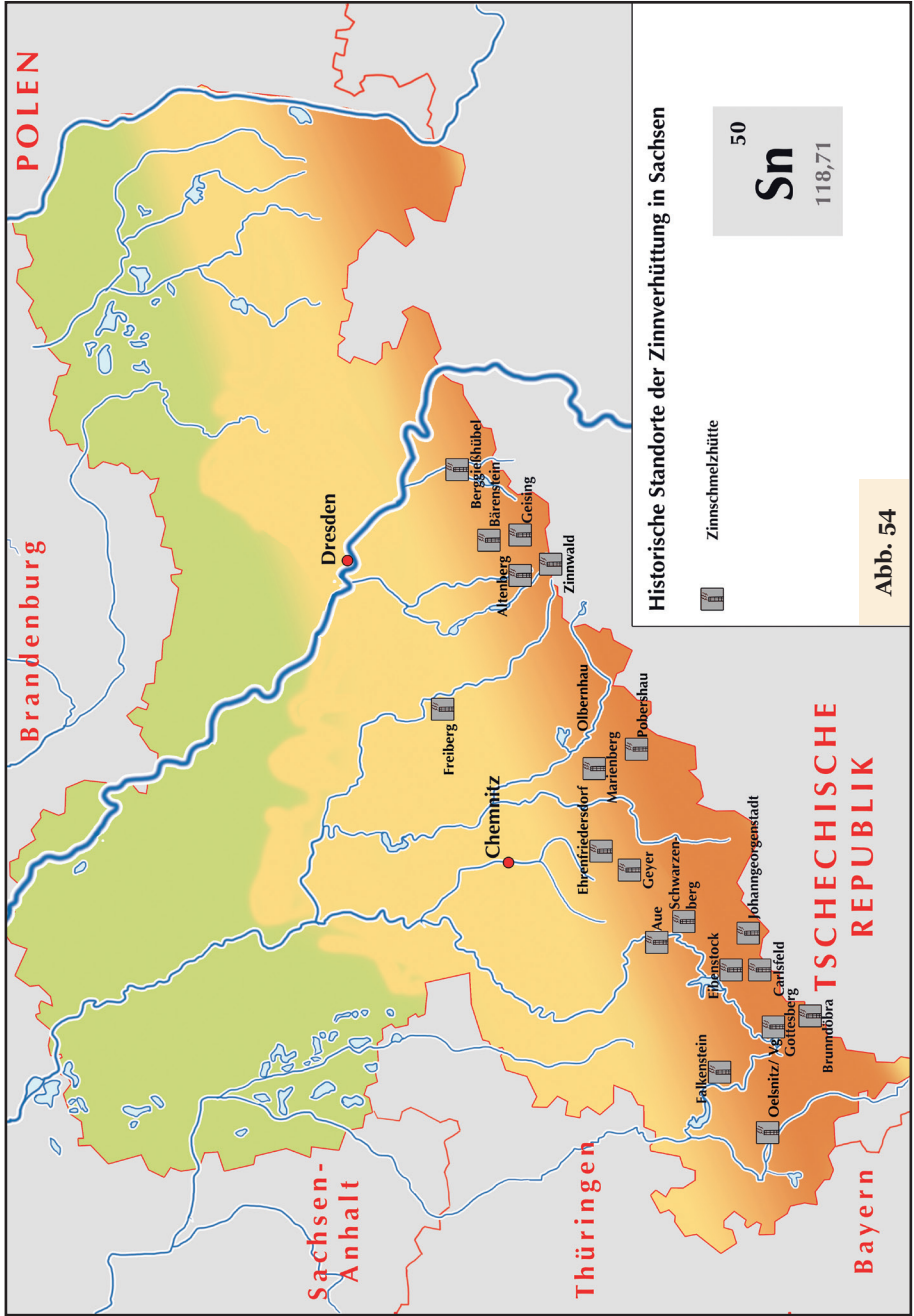 POLEN
Brandenburg
Sachsen-
Anhalt
Thüringen
Bayern
TSCHECHISCHE
REPUBLIK
Dresden
Chemnitz
Freiberg
Berggießhübel
Bärenstein
Geising
Altenberg
Zinnwald
Olbernhau
Marienberg
Pobershau
Ehrenfriedersdorf
Geyer
Aue
Schwarzen-
berg
Johanngeorgenstadt
Eibenstock
Carlsfeld
Gottesberg
Brunndöbra
Falkenstein
Oelsnitz/Vg
Historische Standorte der Zinnverhüttung in Sachsen
Zinnschmelzhütte
50
Sn
118,71
Abb. 54